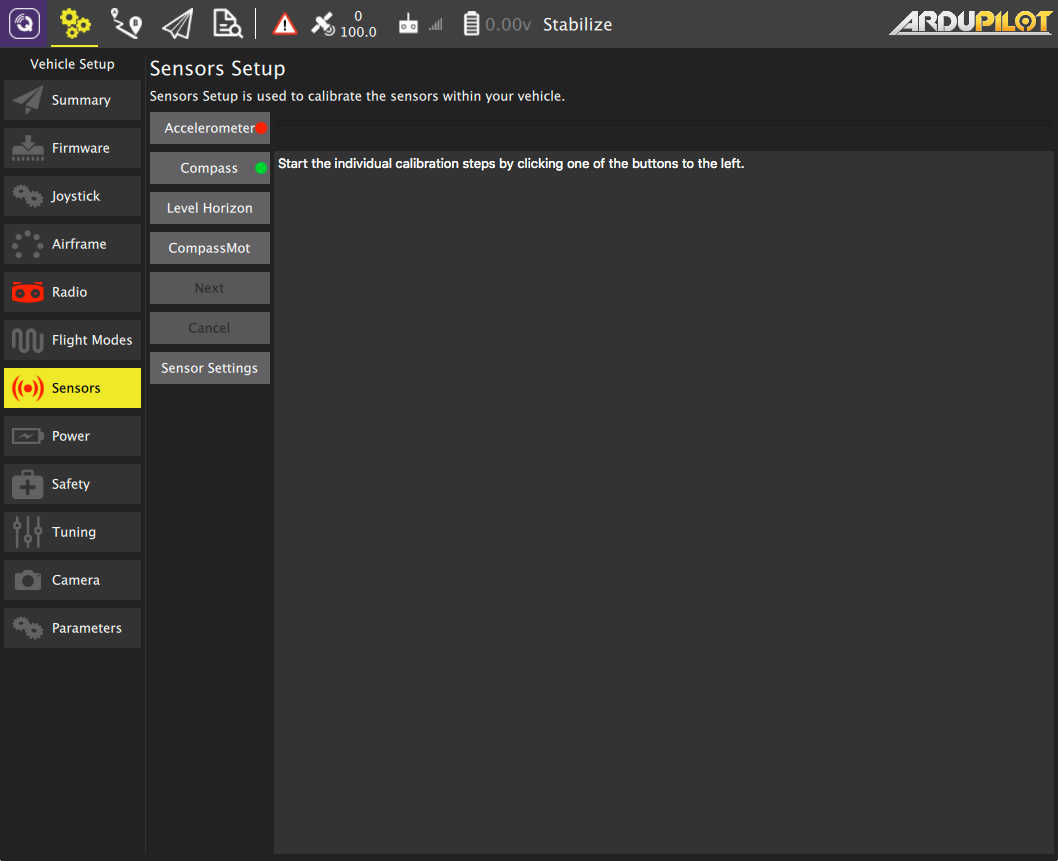 0
100.0
0.00v
Stabilize
ARDUPILOT
Vehicle Setup
Summary
Firmware
Joystick
Airframe
Radio
Flight Modes
Sensors
Power
Safety
Tuning
Camera
Parameters
Sensors Setup
Sensors Setup is used to calibrate the sensors within your vehicle.
Accelerometer
Compass
Level Horizon
CompassMot
Next
Cancel
Sensor Settings
Start the individual calibration steps by clicking one of the buttons to the left.